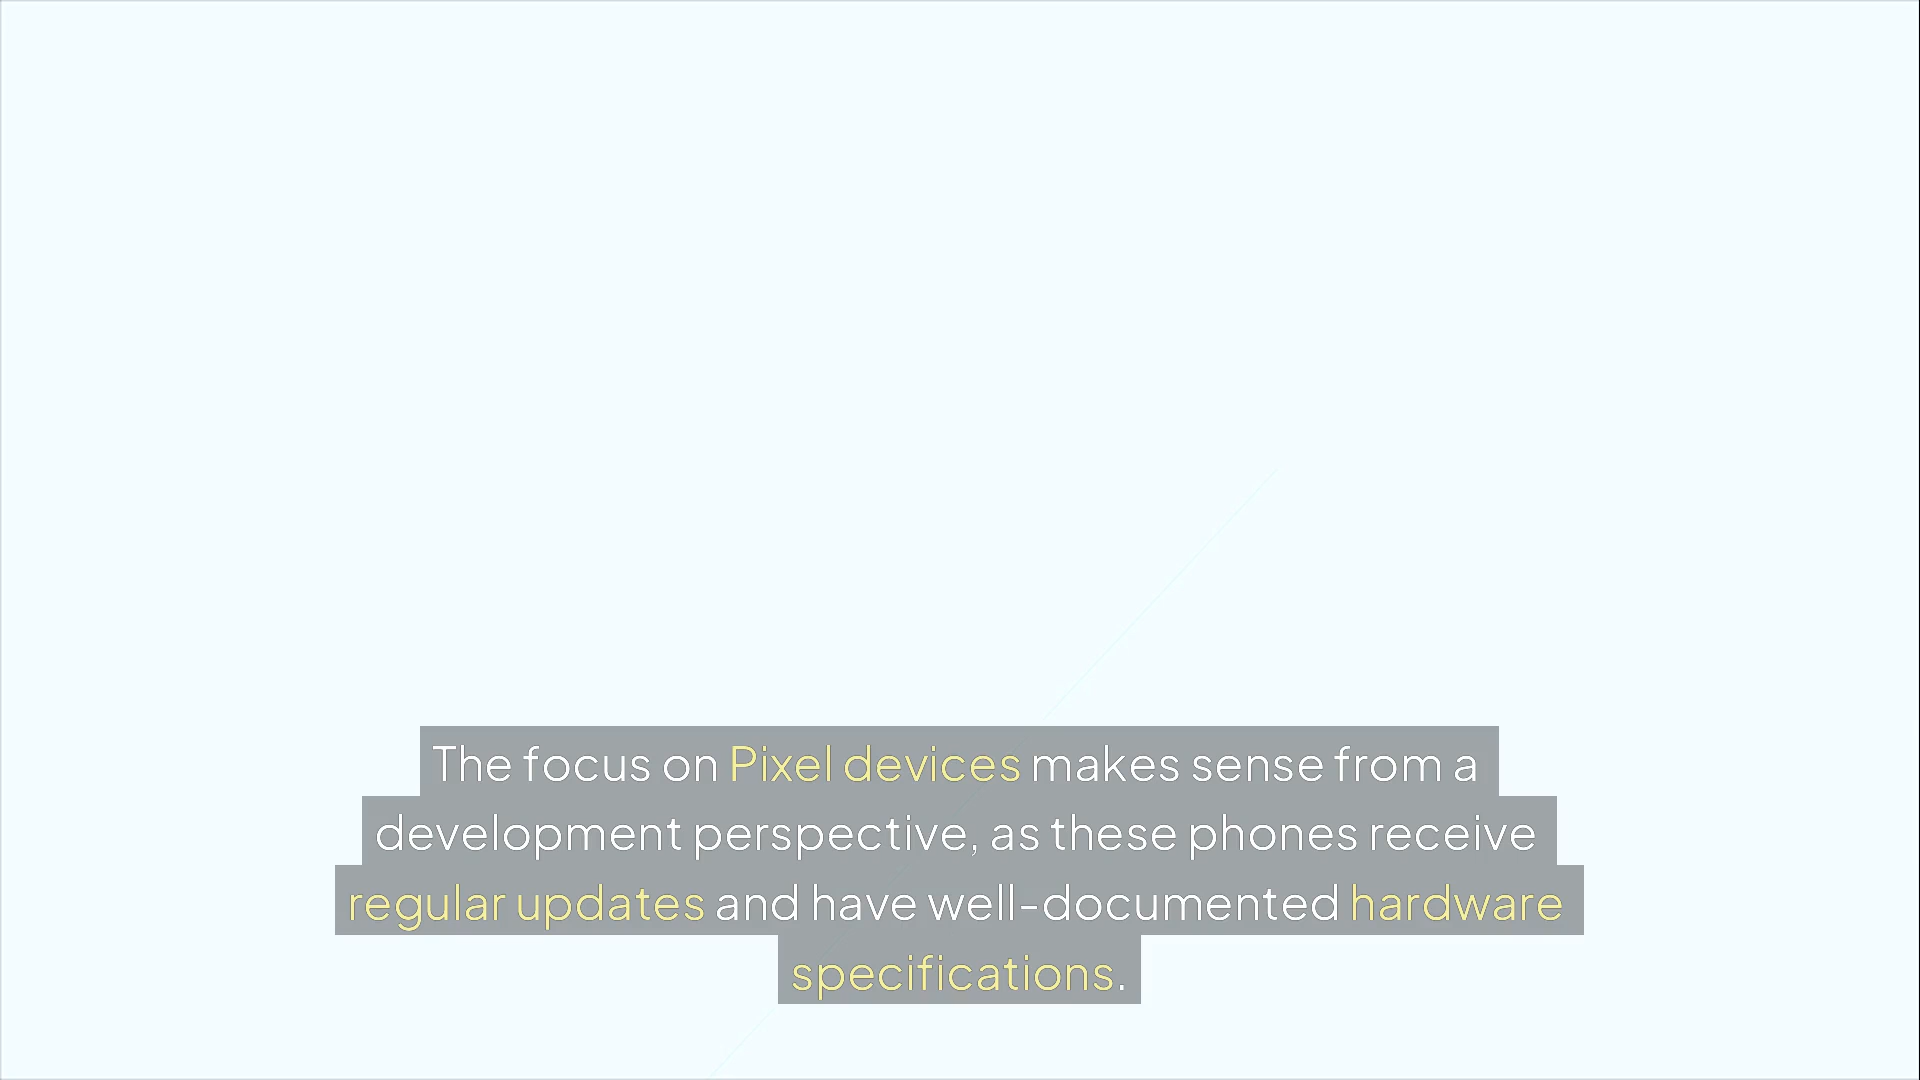 The focus on Pixel devices makes sense from a
development perspective, as these phones receive
regular updates and have well-documented hardware
specifications.